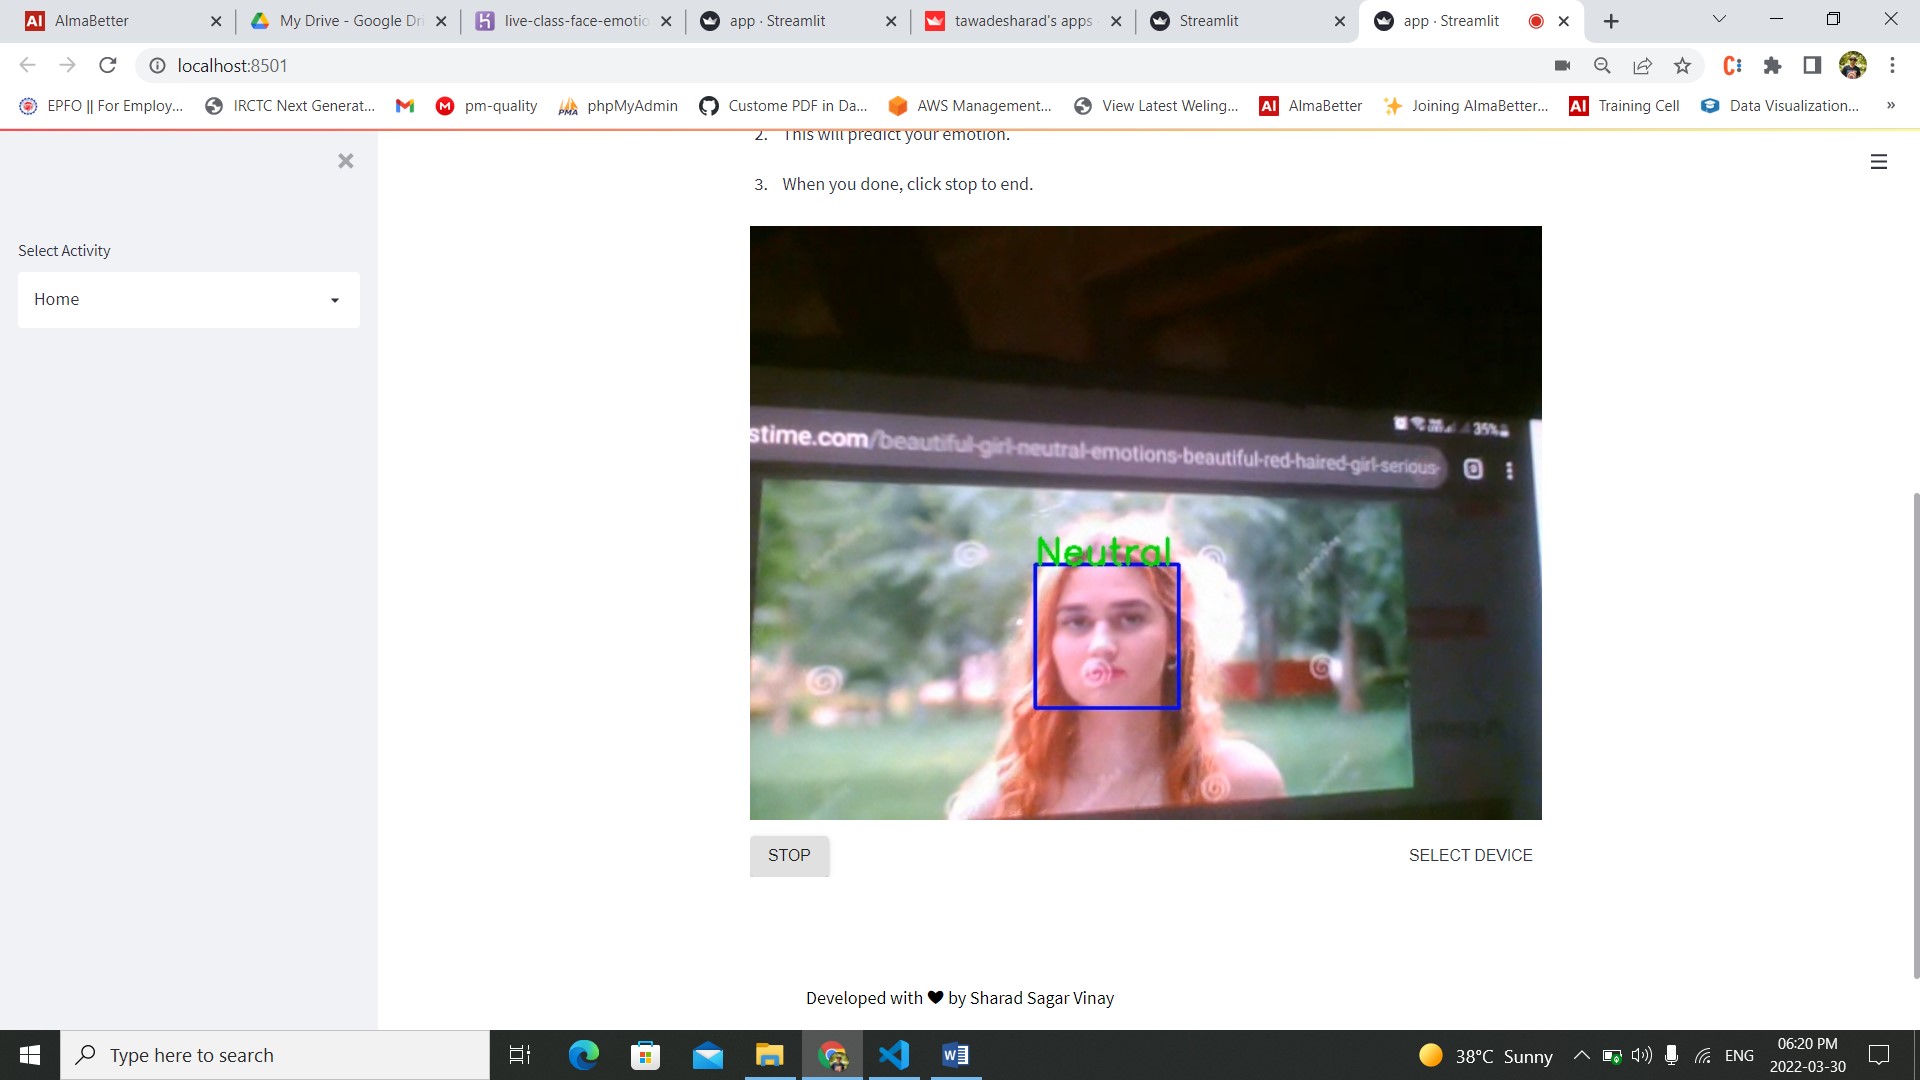 AlmaBetter
My Drive - Google Dri
live-class-face-emotio
app · Streamlit
tawadesharad's apps
Streamlit
app · Streamlit
localhost:8501
EPFO || For Employ...
IRCTC Next Generat...
pm-quality
phpMyAdmin
Custome PDF in Da...
AWS Management...
View Latest Weling...
AlmaBetter
Joining AlmaBetter...
Training Cell
Data Visualization...
»
2. This will predict your emotion.
3. When you done, click stop to end.
Select Activity
Home
35%
stime.com/beautiful-girl-neutral-emotions-beautiful-red-haired-girl-serious-
Neutral
STOP
SELECT DEVICE
Developed with ♥ by Sharad Sagar Vinay
Type here to search
38°C Sunny
ENG
06:20 PM
2022-03-30